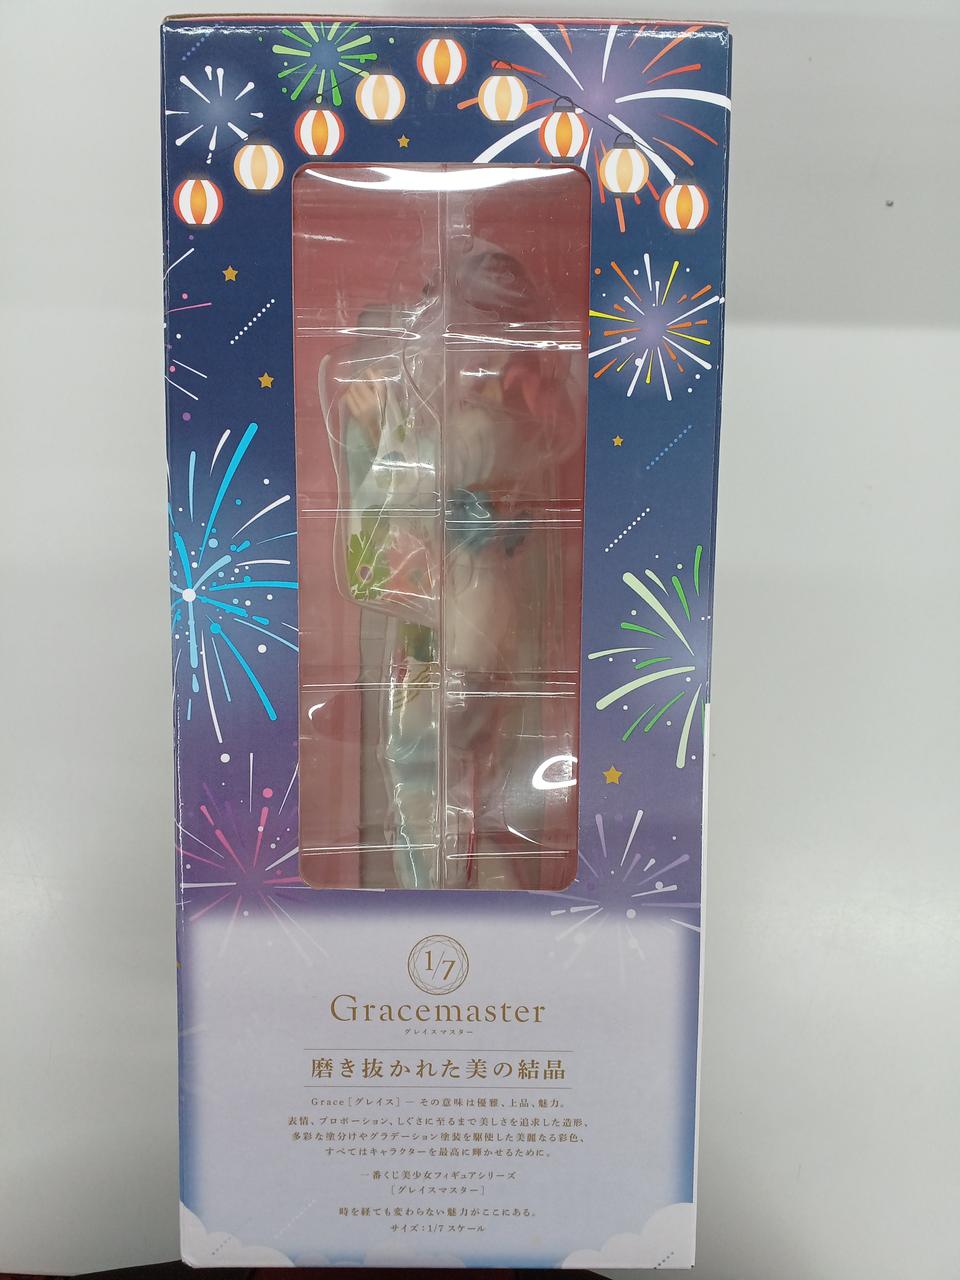 1/7
Gracemaster
グレイスマスター
磨き抜かれた美の結晶
Grace［グレイス］— その意味は優雅、上品、魅力。
表情、プロポーション、しぐさに至るまで美しさを追求した造形、
多彩な塗分けやグラデーション塗装を駆使した美麗なる彩色、
すべてはキャラクターを最高に輝かせるために。
一番くじ美少女フィギュアシリーズ
［グレイスマスター］
時を経ても変わらない魅力がここにある。
サイズ：1/7 スケール